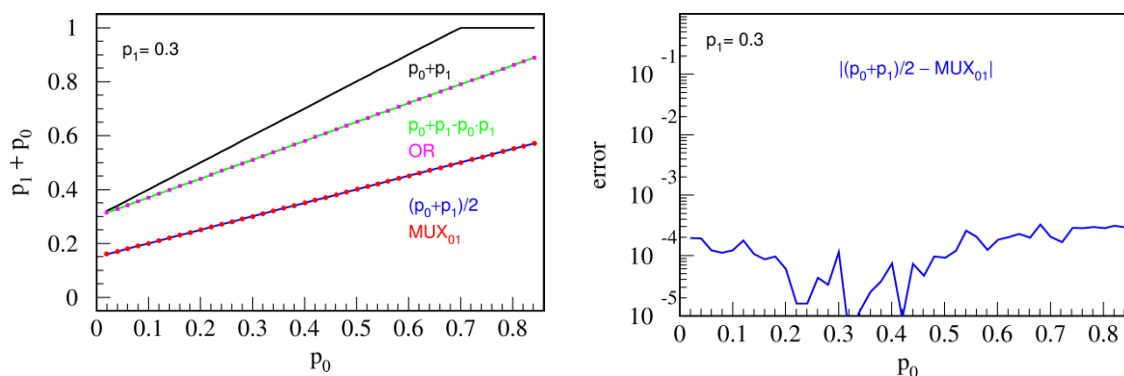 p₁= 0.3
p₀+p₁
p₀+p₁-p₀·p₁
OR
(p₀+p₁)/2
MUX₀₁
p₁ + p₀
1
0.8
0.6
0.4
0.2
0
0 0.1 0.2 0.3 0.4 0.5 0.6 0.7 0.8
p₀
p₁= 0.3
|(p₀+p₁)/2 − MUX₀₁|
error
10⁻¹
10⁻²
10⁻³
10⁻⁴
10⁻⁵
0 0.1 0.2 0.3 0.4 0.5 0.6 0.7 0.8
p₀